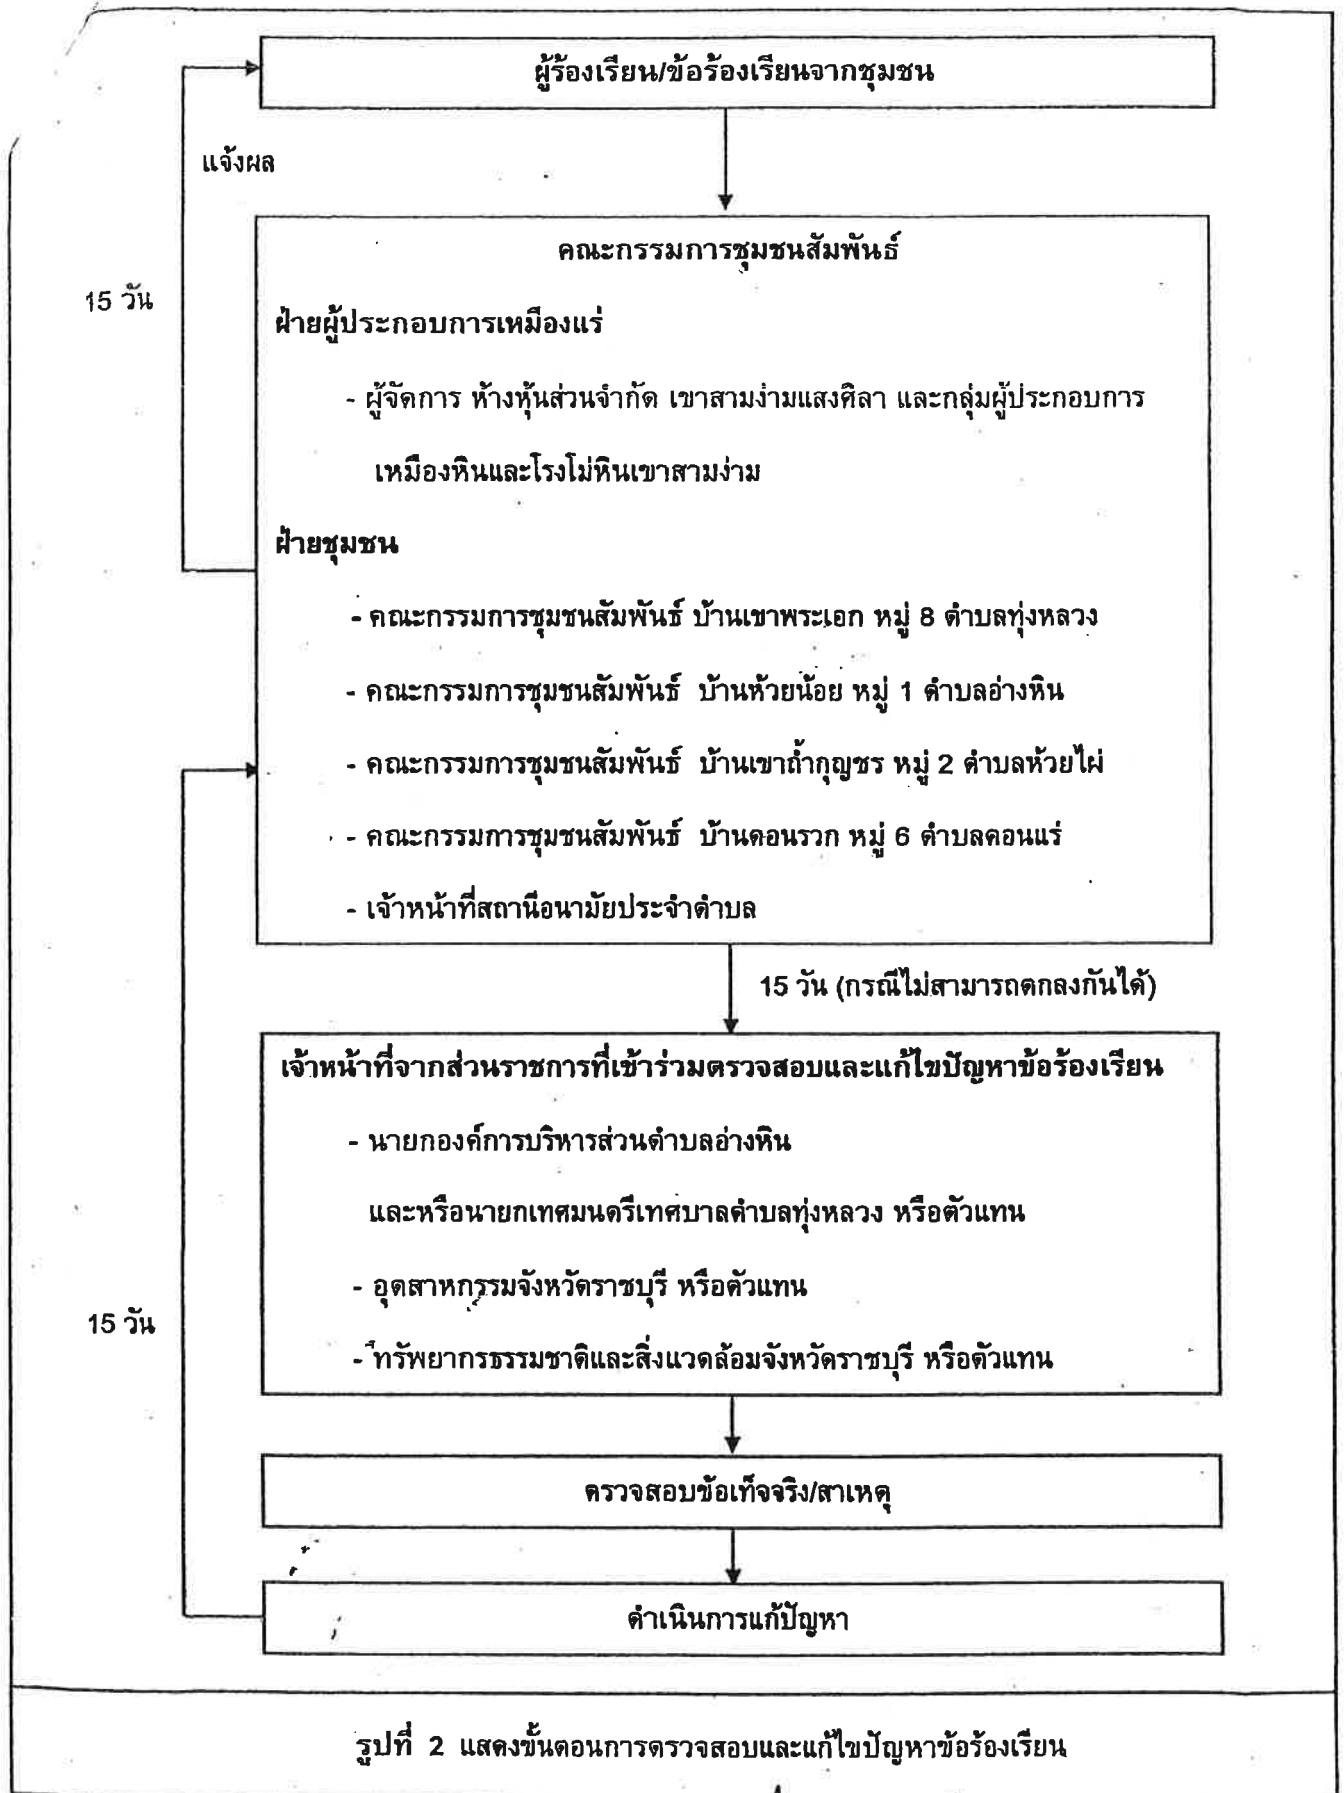 ผู้ร้องเรียน/ข้อร้องเรียนจากชุมชน
แจ้งผล
15 วัน
คณะกรรมการชุมชนสัมพันธ์
ฝ่ายผู้ประกอบการเหมืองแร่
- ผู้จัดการ ห้างหุ้นส่วนจำกัด เขาสามง่ามแสงศิลา และกลุ่มผู้ประกอบการ
เหมืองหินและโรงโม่หินเขาสามง่าม
ฝ่ายชุมชน
- คณะกรรมการชุมชนสัมพันธ์ บ้านเขาพระเอก หมู่ 8 ตำบลทุ่งหลวง
- คณะกรรมการชุมชนสัมพันธ์ บ้านห้วยน้อย หมู่ 1 ตำบลอ่างหิน
- คณะกรรมการชุมชนสัมพันธ์ บ้านเขาถ้ำกุญชร หมู่ 2 ตำบลห้วยไผ่
- คณะกรรมการชุมชนสัมพันธ์ บ้านดอนรวก หมู่ 6 ตำบลดอนแร่
- เจ้าหน้าที่สถานีอนามัยประจำตำบล
15 วัน (กรณีไม่สามารถตกลงกันได้)
เจ้าหน้าที่จากส่วนราชการที่เข้าร่วมตรวจสอบและแก้ไขปัญหาข้อร้องเรียน
- นายกองค์การบริหารส่วนตำบลอ่างหิน
และหรือนายกเทศมนตรีเทศบาลตำบลทุ่งหลวง หรือตัวแทน
- อุตสาหกรรมจังหวัดราชบุรี หรือตัวแทน
- ทรัพยากรธรรมชาติและสิ่งแวดล้อมจังหวัดราชบุรี หรือตัวแทน
15 วัน
ตรวจสอบข้อเท็จจริง/สาเหตุ
ดำเนินการแก้ปัญหา
รูปที่ 2 แสดงขั้นตอนการตรวจสอบและแก้ไขปัญหาข้อร้องเรียน